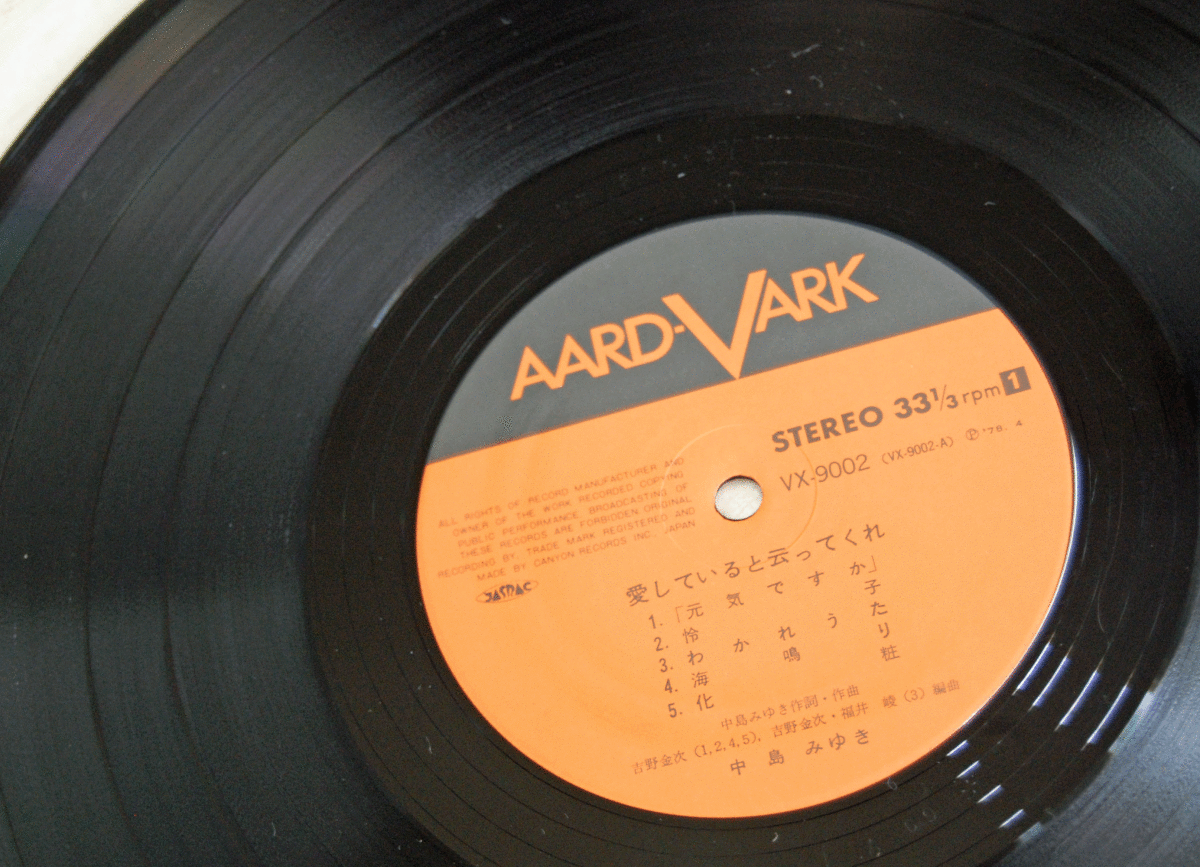 AARD-VARK
STEREO 33 1/3 rpm 1
VX-9002 (VX-9002-A) Ⓟ'78. 4
ALL RIGHTS OF RECORD MANUFACTURER AND
OWNER OF THE WORK RECORDED COPYING
PUBLIC PERFORMANCE BROADCASTING OF
THESE RECORDS ARE FORBIDDEN ORIGINAL
RECORDING BY. TRADE MARK REGISTERED AND
MADE BY CANYON RECORDS INC. JAPAN
JASRAC
愛していると云ってくれ
1. 「元気ですか」
2. 怜子
3. わかれうた
4. 海鳴り
5. 化粧
中島みゆき作詞・作曲
吉野金次 (1,2,4,5), 吉野金次・福井 崚 (3) 編曲
中島 みゆき